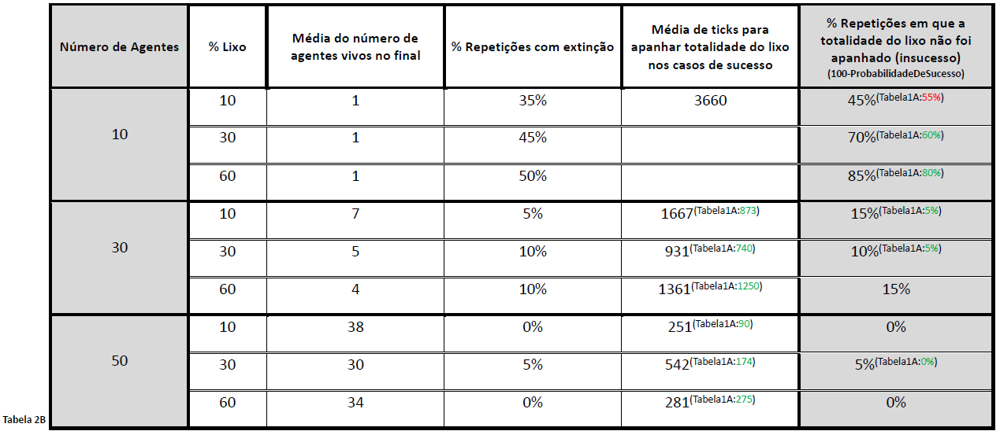 Número de Agentes
% Lixo
Média do número de
agentes vivos no final
% Repetições com extinção
Média de ticks para
apanhar totalidade do lixo
nos casos de sucesso
% Repetições em que a
totalidade do lixo não foi
apanhado (insucesso)
(100-ProbabilidadeDeSucesso)
10
10 1 35% 3660 45%(Tabela1A:55%)
30 1 45% 70%(Tabela1A:60%)
60 1 50% 85%(Tabela1A:80%)
30
10 7 5% 1667(Tabela1A:873) 15%(Tabela1A:5%)
30 5 10% 931(Tabela1A:740) 10%(Tabela1A:5%)
60 4 10% 1361(Tabela1A:1250) 15%
50
10 38 0% 251(Tabela1A:90) 0%
30 30 5% 542(Tabela1A:174) 5%(Tabela1A:0%)
60 34 0% 281(Tabela1A:275) 0%
Tabela 2B